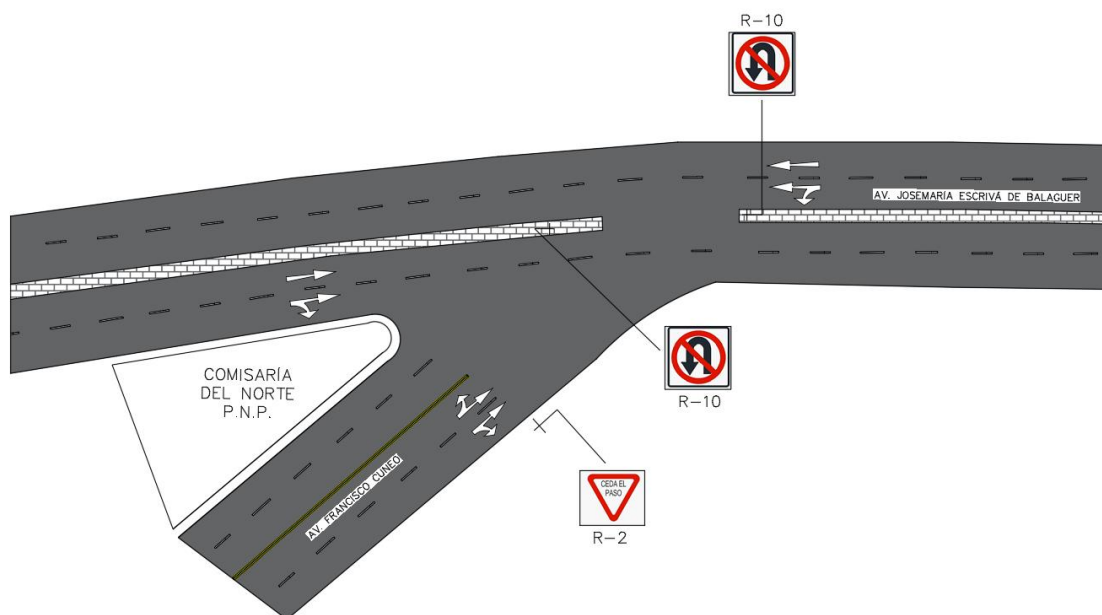 R-10
AV. JOSEMARÍA ESCRIVÁ DE BALAGUER
COMISARÍA
DEL NORTE
P.N.P.
R-10
AV. FRANCISCO CUNEO
CEDA EL
PASO
R-2